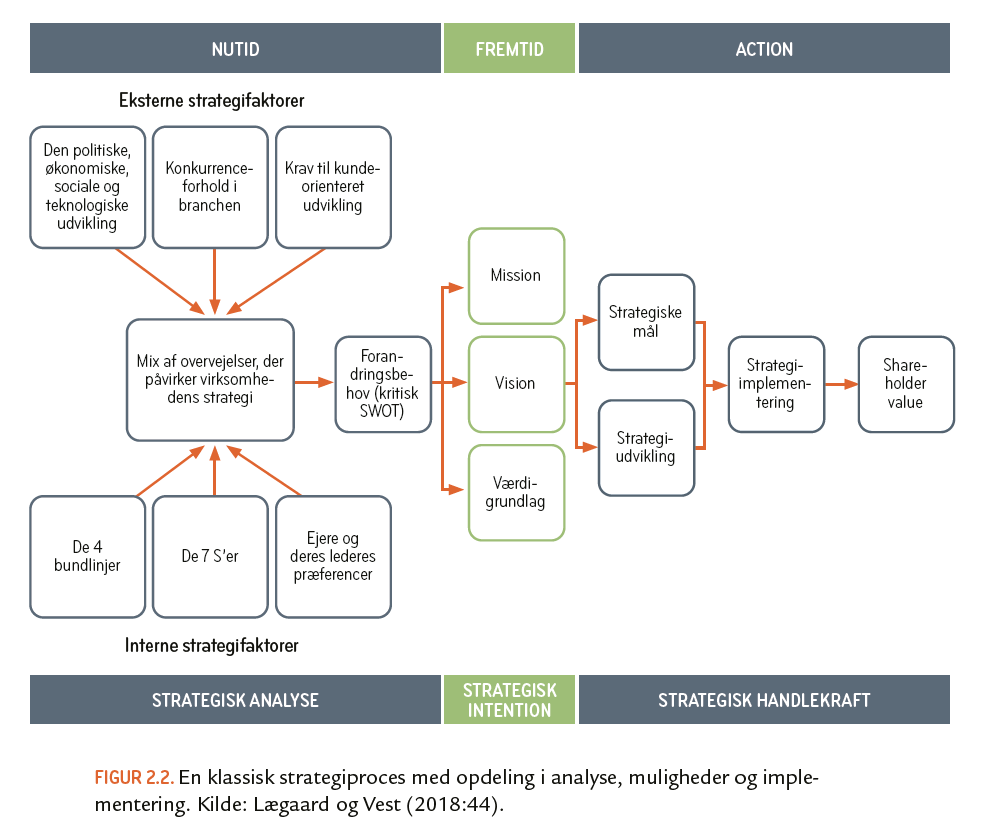 NUTID
FREMTID
ACTION
Eksterne strategifaktorer
Den politiske,
økonomiske,
sociale og
teknologiske
udvikling
Konkurrence-
forhold i
branchen
Krav til kunde-
orienteret
udvikling
Mix af overvejelser, der
påvirker virksomhe-
dens strategi
Foran-
dringsbe-
hov (kritisk
SWOT)
Mission
Vision
Værdi-
grundlag
Strategiske
mål
Strategi-
udvikling
Strategi-
implemen-
tering
Share-
holder
value
De 4
bundlinjer
De 7 S'er
Ejere og
deres lederes
præferencer
Interne strategifaktorer
STRATEGISK ANALYSE
STRATEGISK
INTENTION
STRATEGISK HANDLEKRAFT
FIGUR 2.2. En klassisk strategiproces med opdeling i analyse, muligheder og imple-
mentering. Kilde: Lægaard og Vest (2018:44).